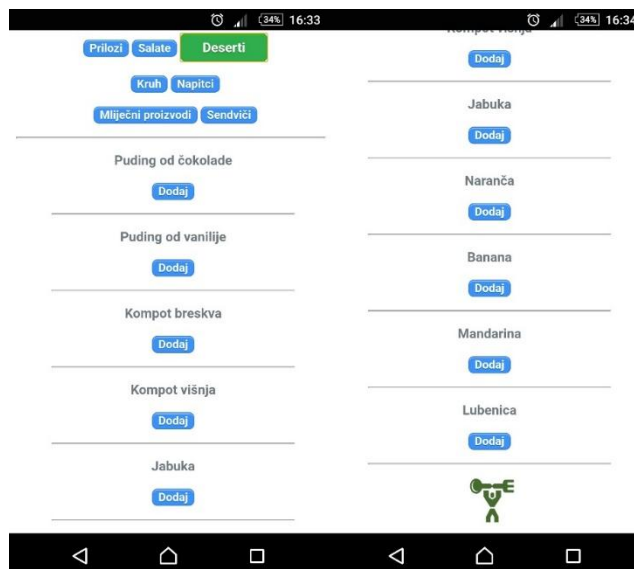 34% 16:33
Prilozi Salate Deserti
Kruh Napitci
Mliječni proizvodi Sendviči
Puding od čokolade
Dodaj
Puding od vanilije
Dodaj
Kompot breskva
Dodaj
Kompot višnja
Dodaj
Jabuka
Dodaj
34% 16:34
Kompot višnja
Dodaj
Jabuka
Dodaj
Naranča
Dodaj
Banana
Dodaj
Mandarina
Dodaj
Lubenica
Dodaj